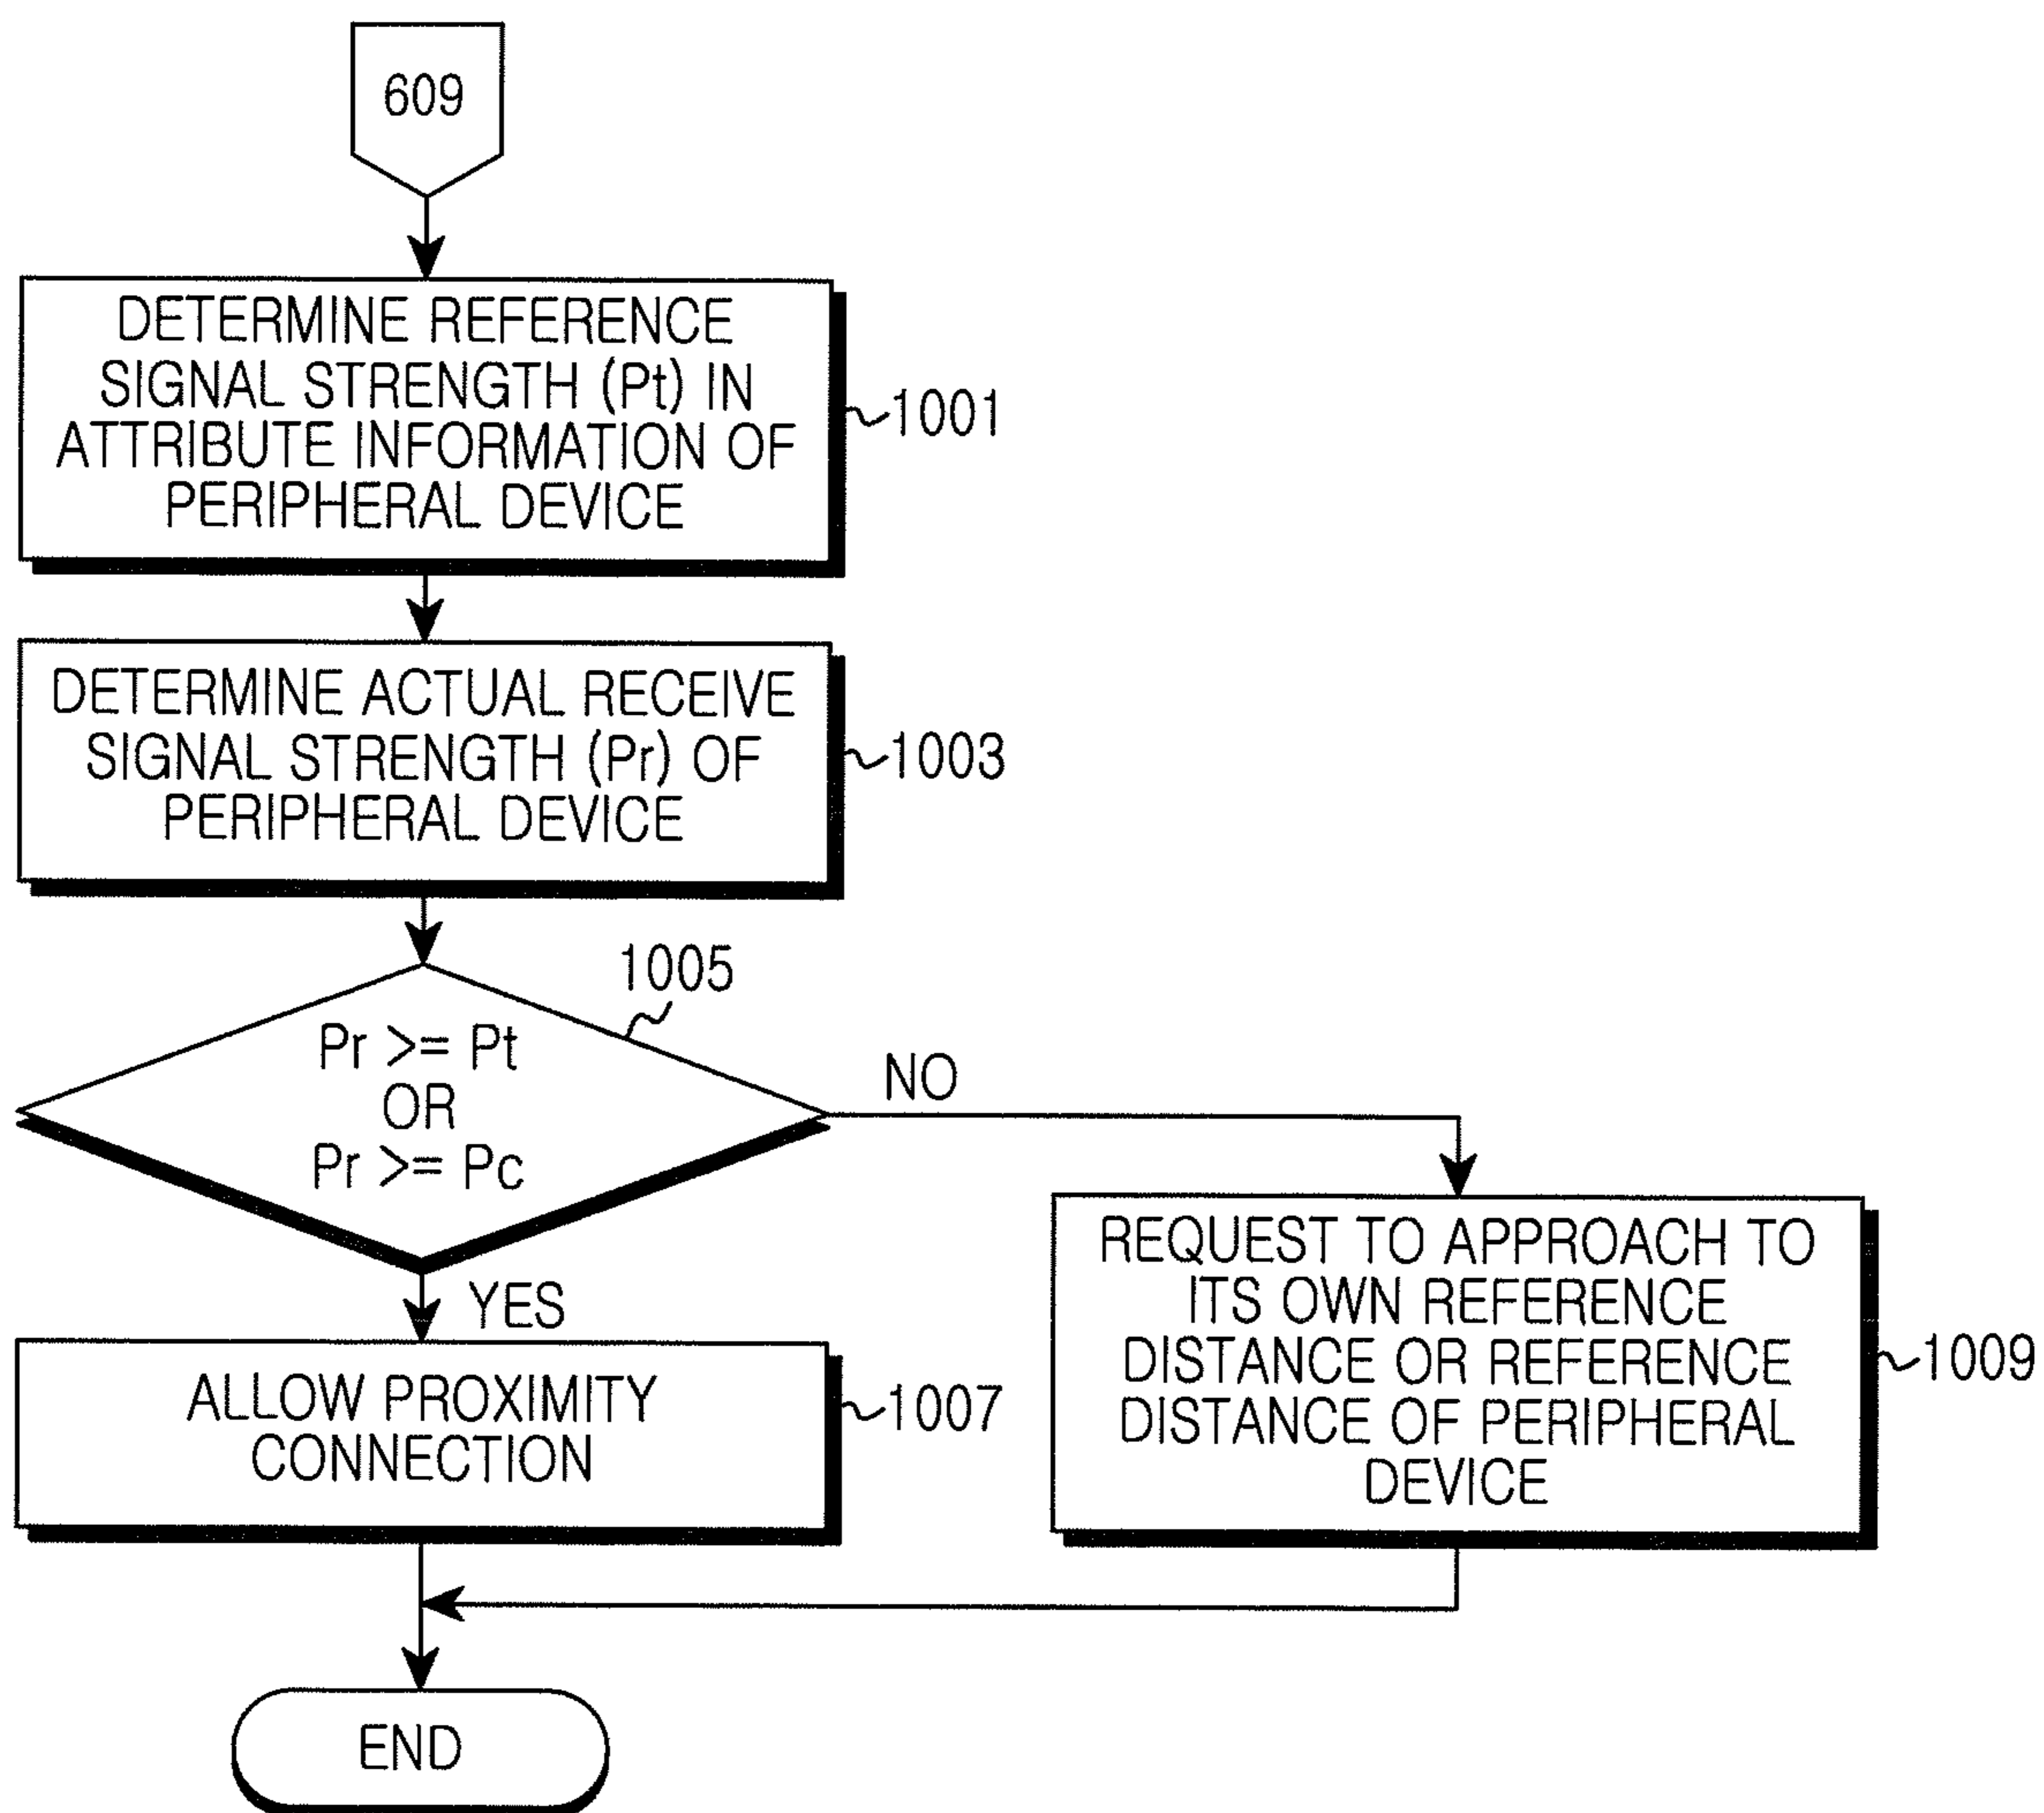 609
DETERMINE REFERENCE
SIGNAL STRENGTH (Pt) IN
ATTRIBUTE INFORMATION OF
PERIPHERAL DEVICE
1001
DETERMINE ACTUAL RECEIVE
SIGNAL STRENGTH (Pr) OF
PERIPHERAL DEVICE
1003
1005
Pr >= Pt
OR
Pr >= Pc
NO
YES
REQUEST TO APPROACH TO
ITS OWN REFERENCE
DISTANCE OR REFERENCE
DISTANCE OF PERIPHERAL
DEVICE
1009
ALLOW PROXIMITY
CONNECTION
1007
END